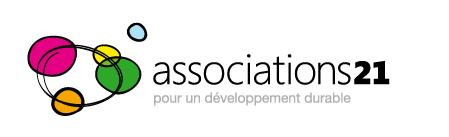 associations21
pour un développement durable